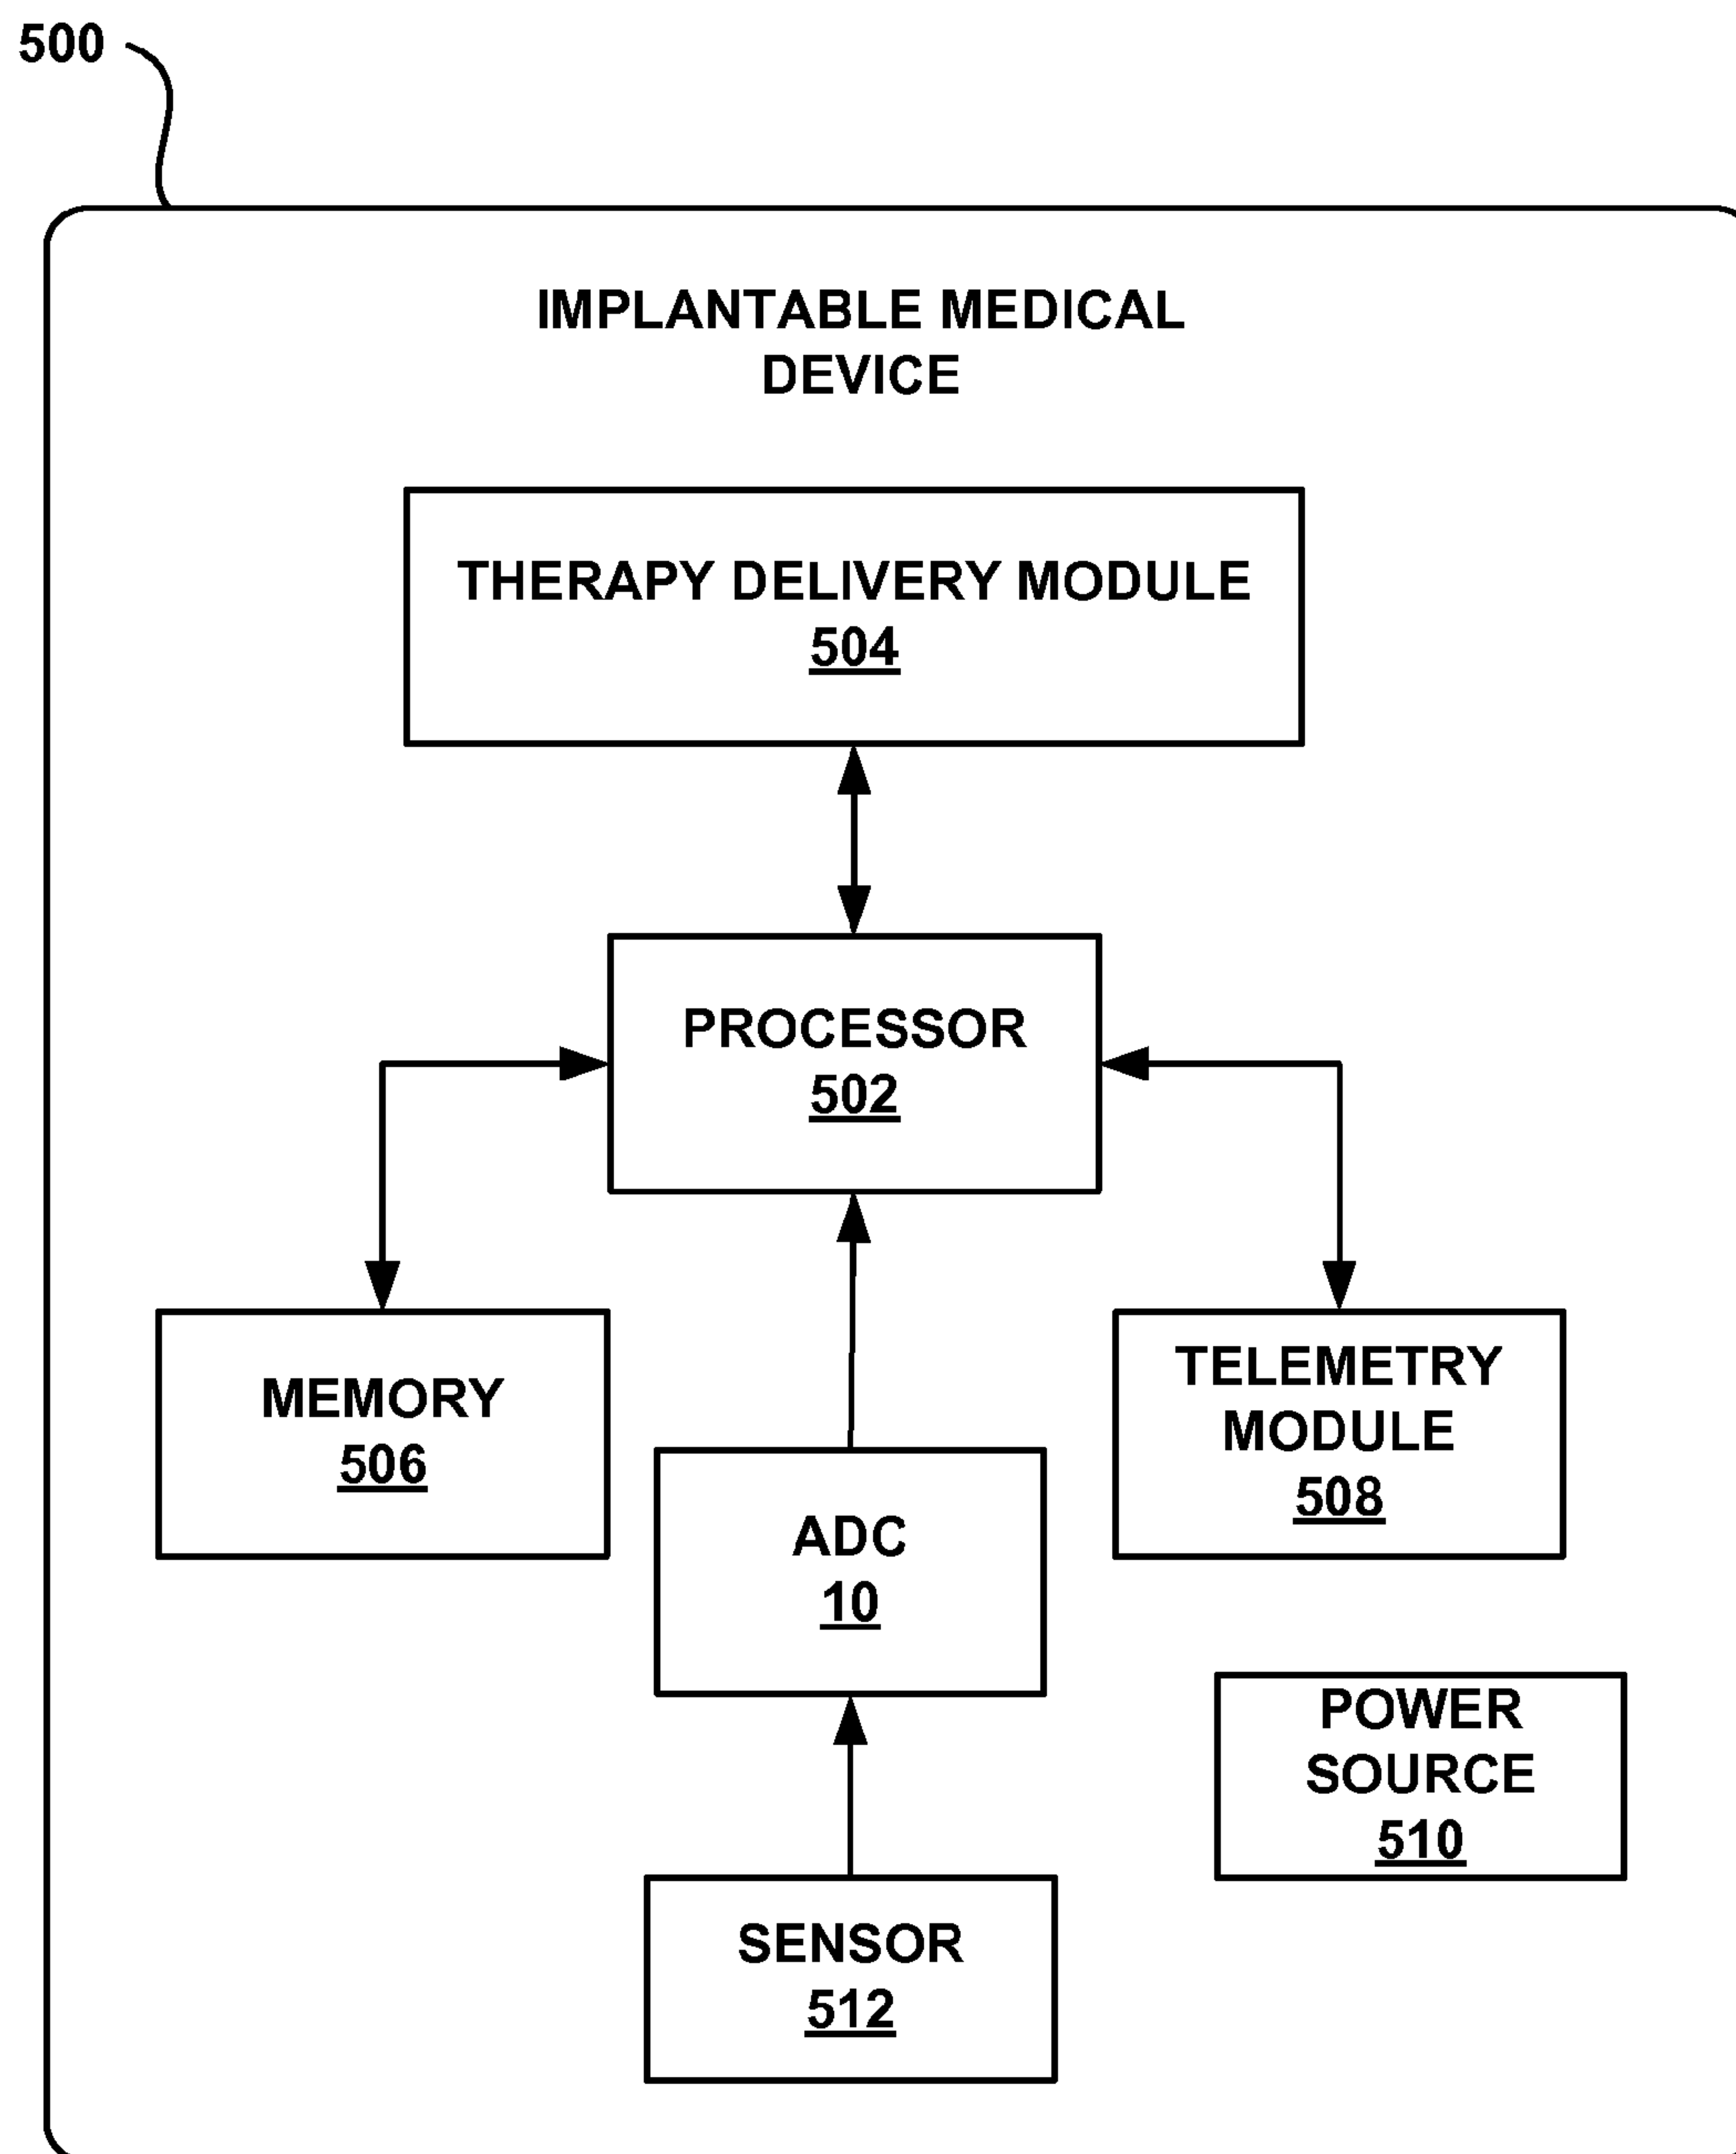 500
IMPLANTABLE MEDICAL
DEVICE
THERAPY DELIVERY MODULE
504
PROCESSOR
502
MEMORY
506
TELEMETRY
MODULE
508
ADC
10
POWER
SOURCE
510
SENSOR
512